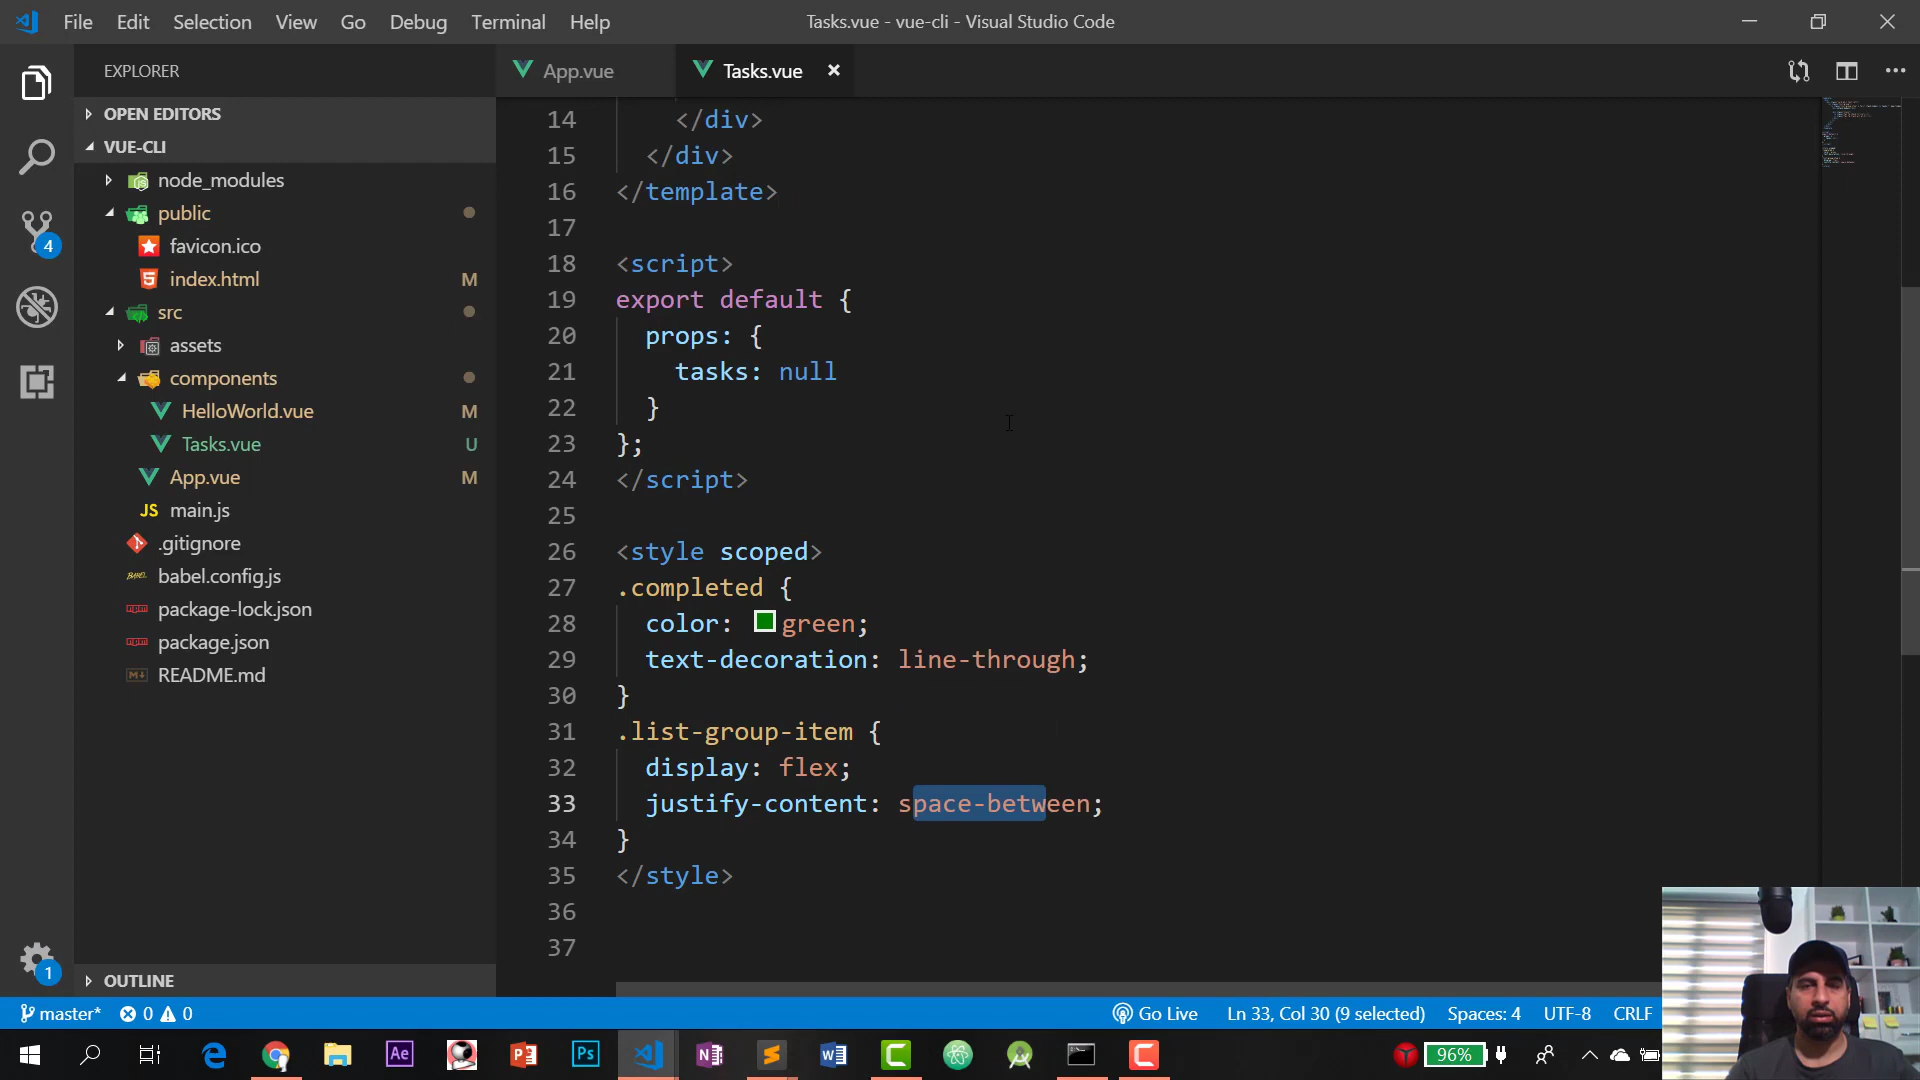 File Edit Selection View Go Debug Terminal Help
Tasks.vue - vue-cli - Visual Studio Code
EXPLORER
OPEN EDITORS
VUE-CLI
node_modules
public
favicon.ico
index.html M
src
assets
components
HelloWorld.vue M
Tasks.vue U
App.vue M
JS main.js
.gitignore
babel.config.js
package-lock.json
package.json
README.md
OUTLINE
4
1
App.vue
Tasks.vue
14 </div>
15 </div>
16 </template>
17
18 <script>
19 export default {
20 props: {
21 tasks: null
22 }
23 };
24 </script>
25
26 <style scoped>
27 .completed {
28 color: green;
29 text-decoration: line-through;
30 }
31 .list-group-item {
32 display: flex;
33 justify-content: space-between;
34 }
35 </style>
36
37
master* 0 0
Go Live Ln 33, Col 30 (9 selected) Spaces: 4 UTF-8 CRLF
Ae
Ps
96%